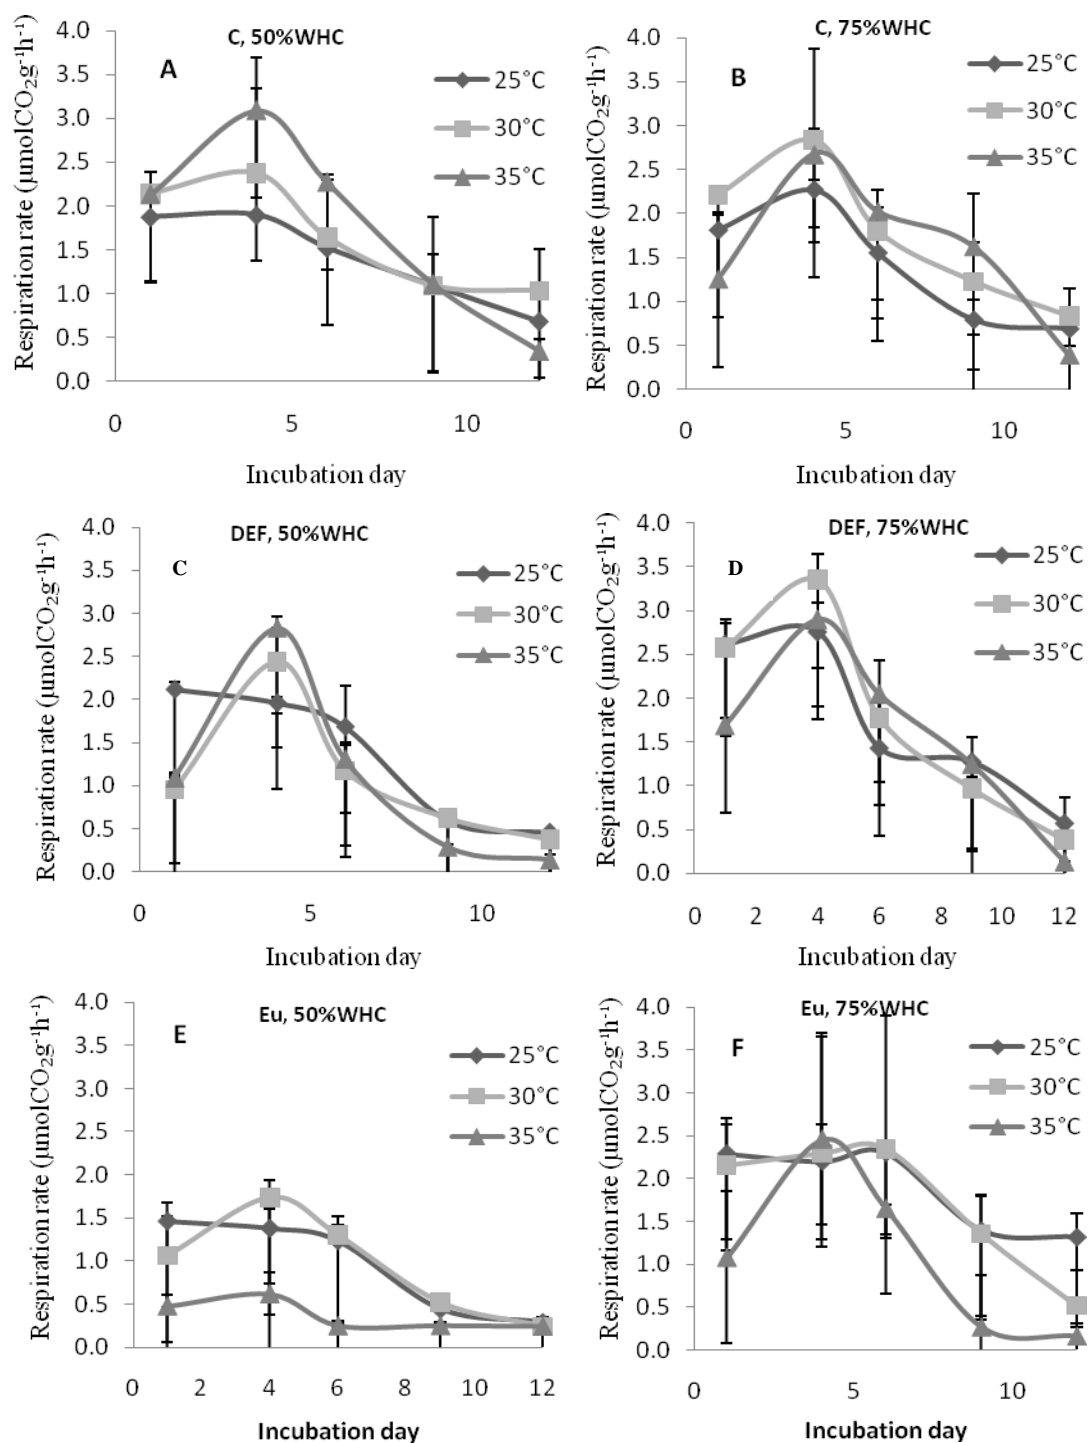 C, 50%WHC
A
Respiration rate (µmolCO₂g⁻¹h⁻¹)
4.0
3.5
3.0
2.5
2.0
1.5
1.0
0.5
0.0
25°C
30°C
35°C
0 5 10
Incubation day
C, 75%WHC
B
Respiration rate (µmolCO₂g⁻¹h⁻¹)
4.0
3.5
3.0
2.5
2.0
1.5
1.0
0.5
0.0
25°C
30°C
35°C
0 5 10
Incubation day
DEF, 50%WHC
C
Respiration rate (µmolCO₂g⁻¹h⁻¹)
4.0
3.5
3.0
2.5
2.0
1.5
1.0
0.5
0.0
25°C
30°C
35°C
0 5 10
Incubation day
DEF, 75%WHC
D
Respiration rate (µmolCO₂g⁻¹h⁻¹)
4.0
3.5
3.0
2.5
2.0
1.5
1.0
0.5
0.0
25°C
30°C
35°C
0 2 4 6 8 10 12
Incubation day
Eu, 50%WHC
E
Respiration rate (µmolCO₂g⁻¹h⁻¹)
4.0
3.5
3.0
2.5
2.0
1.5
1.0
0.5
0.0
25°C
30°C
35°C
0 2 4 6 8 10 12
Incubation day
Eu, 75%WHC
F
Respiration rate (µmolCO₂g⁻¹h⁻¹)
4.0
3.5
3.0
2.5
2.0
1.5
1.0
0.5
0.0
25°C
30°C
35°C
0 5 10
Incubation day